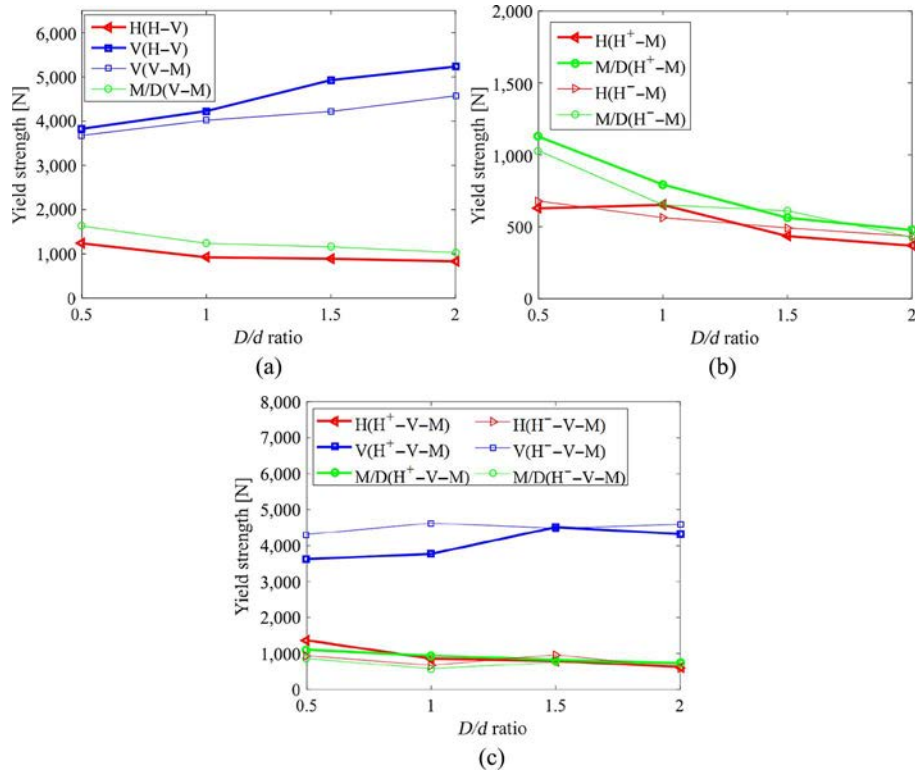 6,000
5,000
4,000
3,000
2,000
1,000
0
Yield strength [N]
H(H–V)
V(H–V)
V(V–M)
M/D(V–M)
0.5
1
1.5
2
D/d ratio
(a)
2,000
1,500
1,000
500
0
Yield strength [N]
H(H⁺–M)
M/D(H⁺–M)
H(H⁻–M)
M/D(H⁻–M)
0.5
1
1.5
2
D/d ratio
(b)
8,000
7,000
6,000
5,000
4,000
3,000
2,000
1,000
0
Yield strength [N]
H(H⁺–V–M) H(H⁻–V–M)
V(H⁺–V–M) V(H⁻–V–M)
M/D(H⁺–V–M) M/D(H⁻–V–M)
0.5
1
1.5
2
D/d ratio
(c)